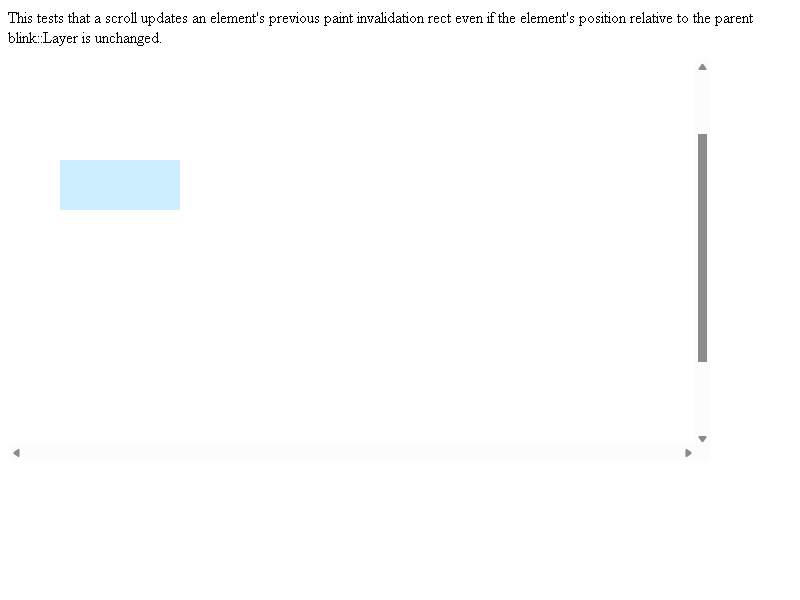 This tests that a scroll updates an element's previous paint invalidation rect even if the element's position relative to the parent
blink::Layer is unchanged.